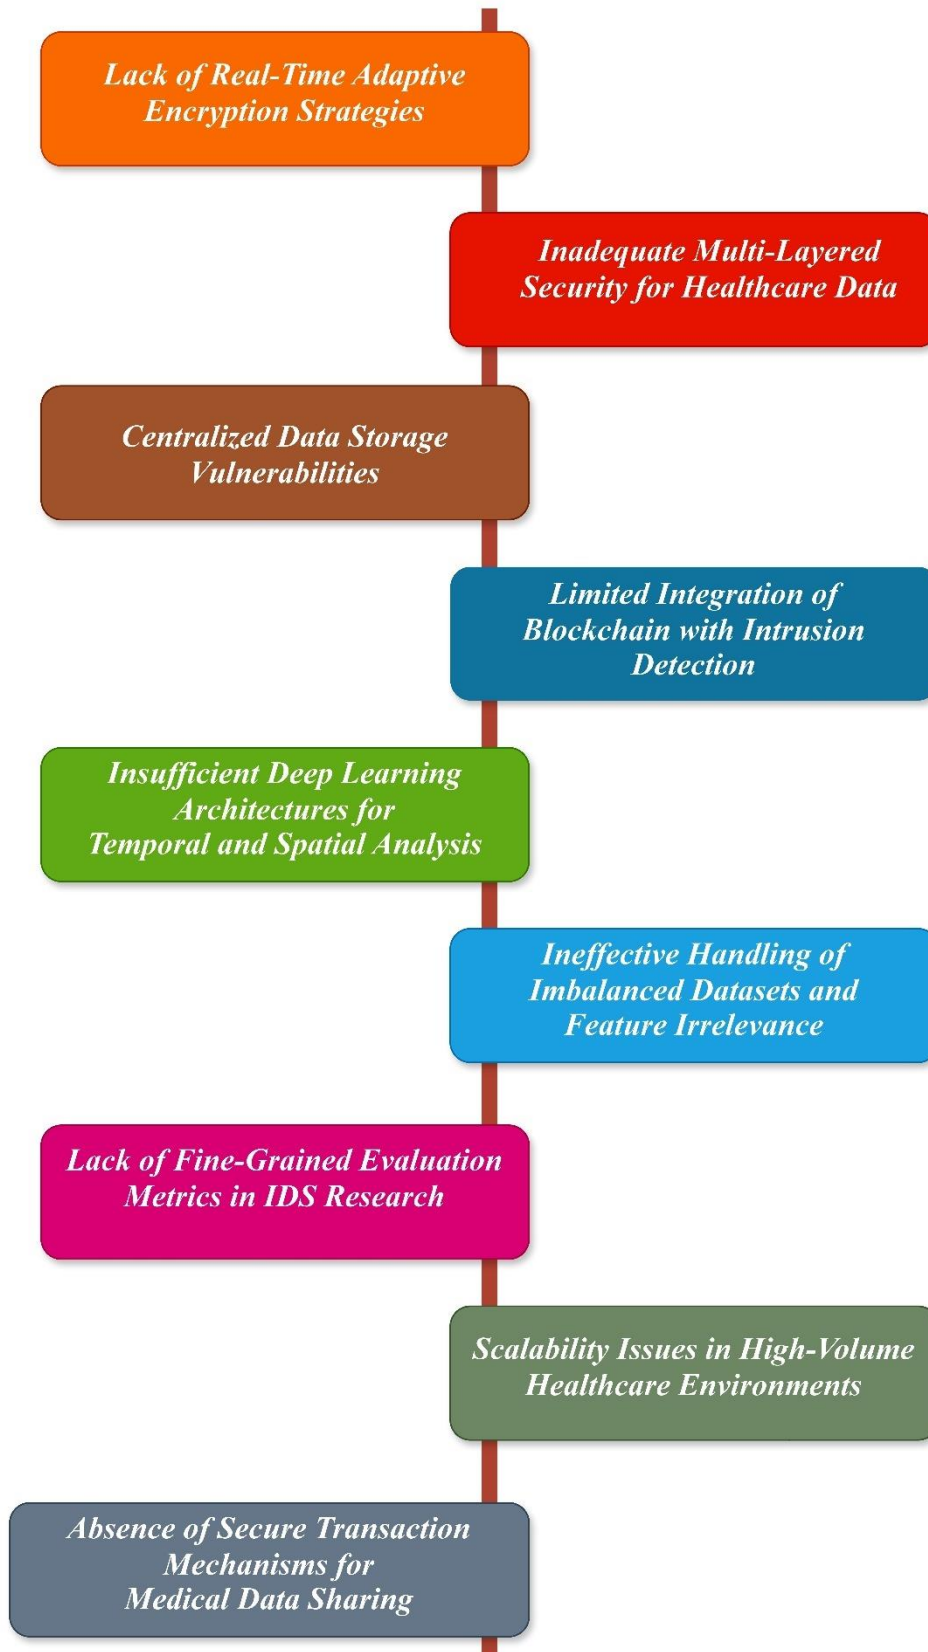 Lack of Real-Time Adaptive
Encryption Strategies
Inadequate Multi-Layered
Security for Healthcare Data
Centralized Data Storage
Vulnerabilities
Limited Integration of
Blockchain with Intrusion
Detection
Insufficient Deep Learning
Architectures for
Temporal and Spatial Analysis
Ineffective Handling of
Imbalanced Datasets and
Feature Irrelevance
Lack of Fine-Grained Evaluation
Metrics in IDS Research
Scalability Issues in High-Volume
Healthcare Environments
Absence of Secure Transaction
Mechanisms for
Medical Data Sharing